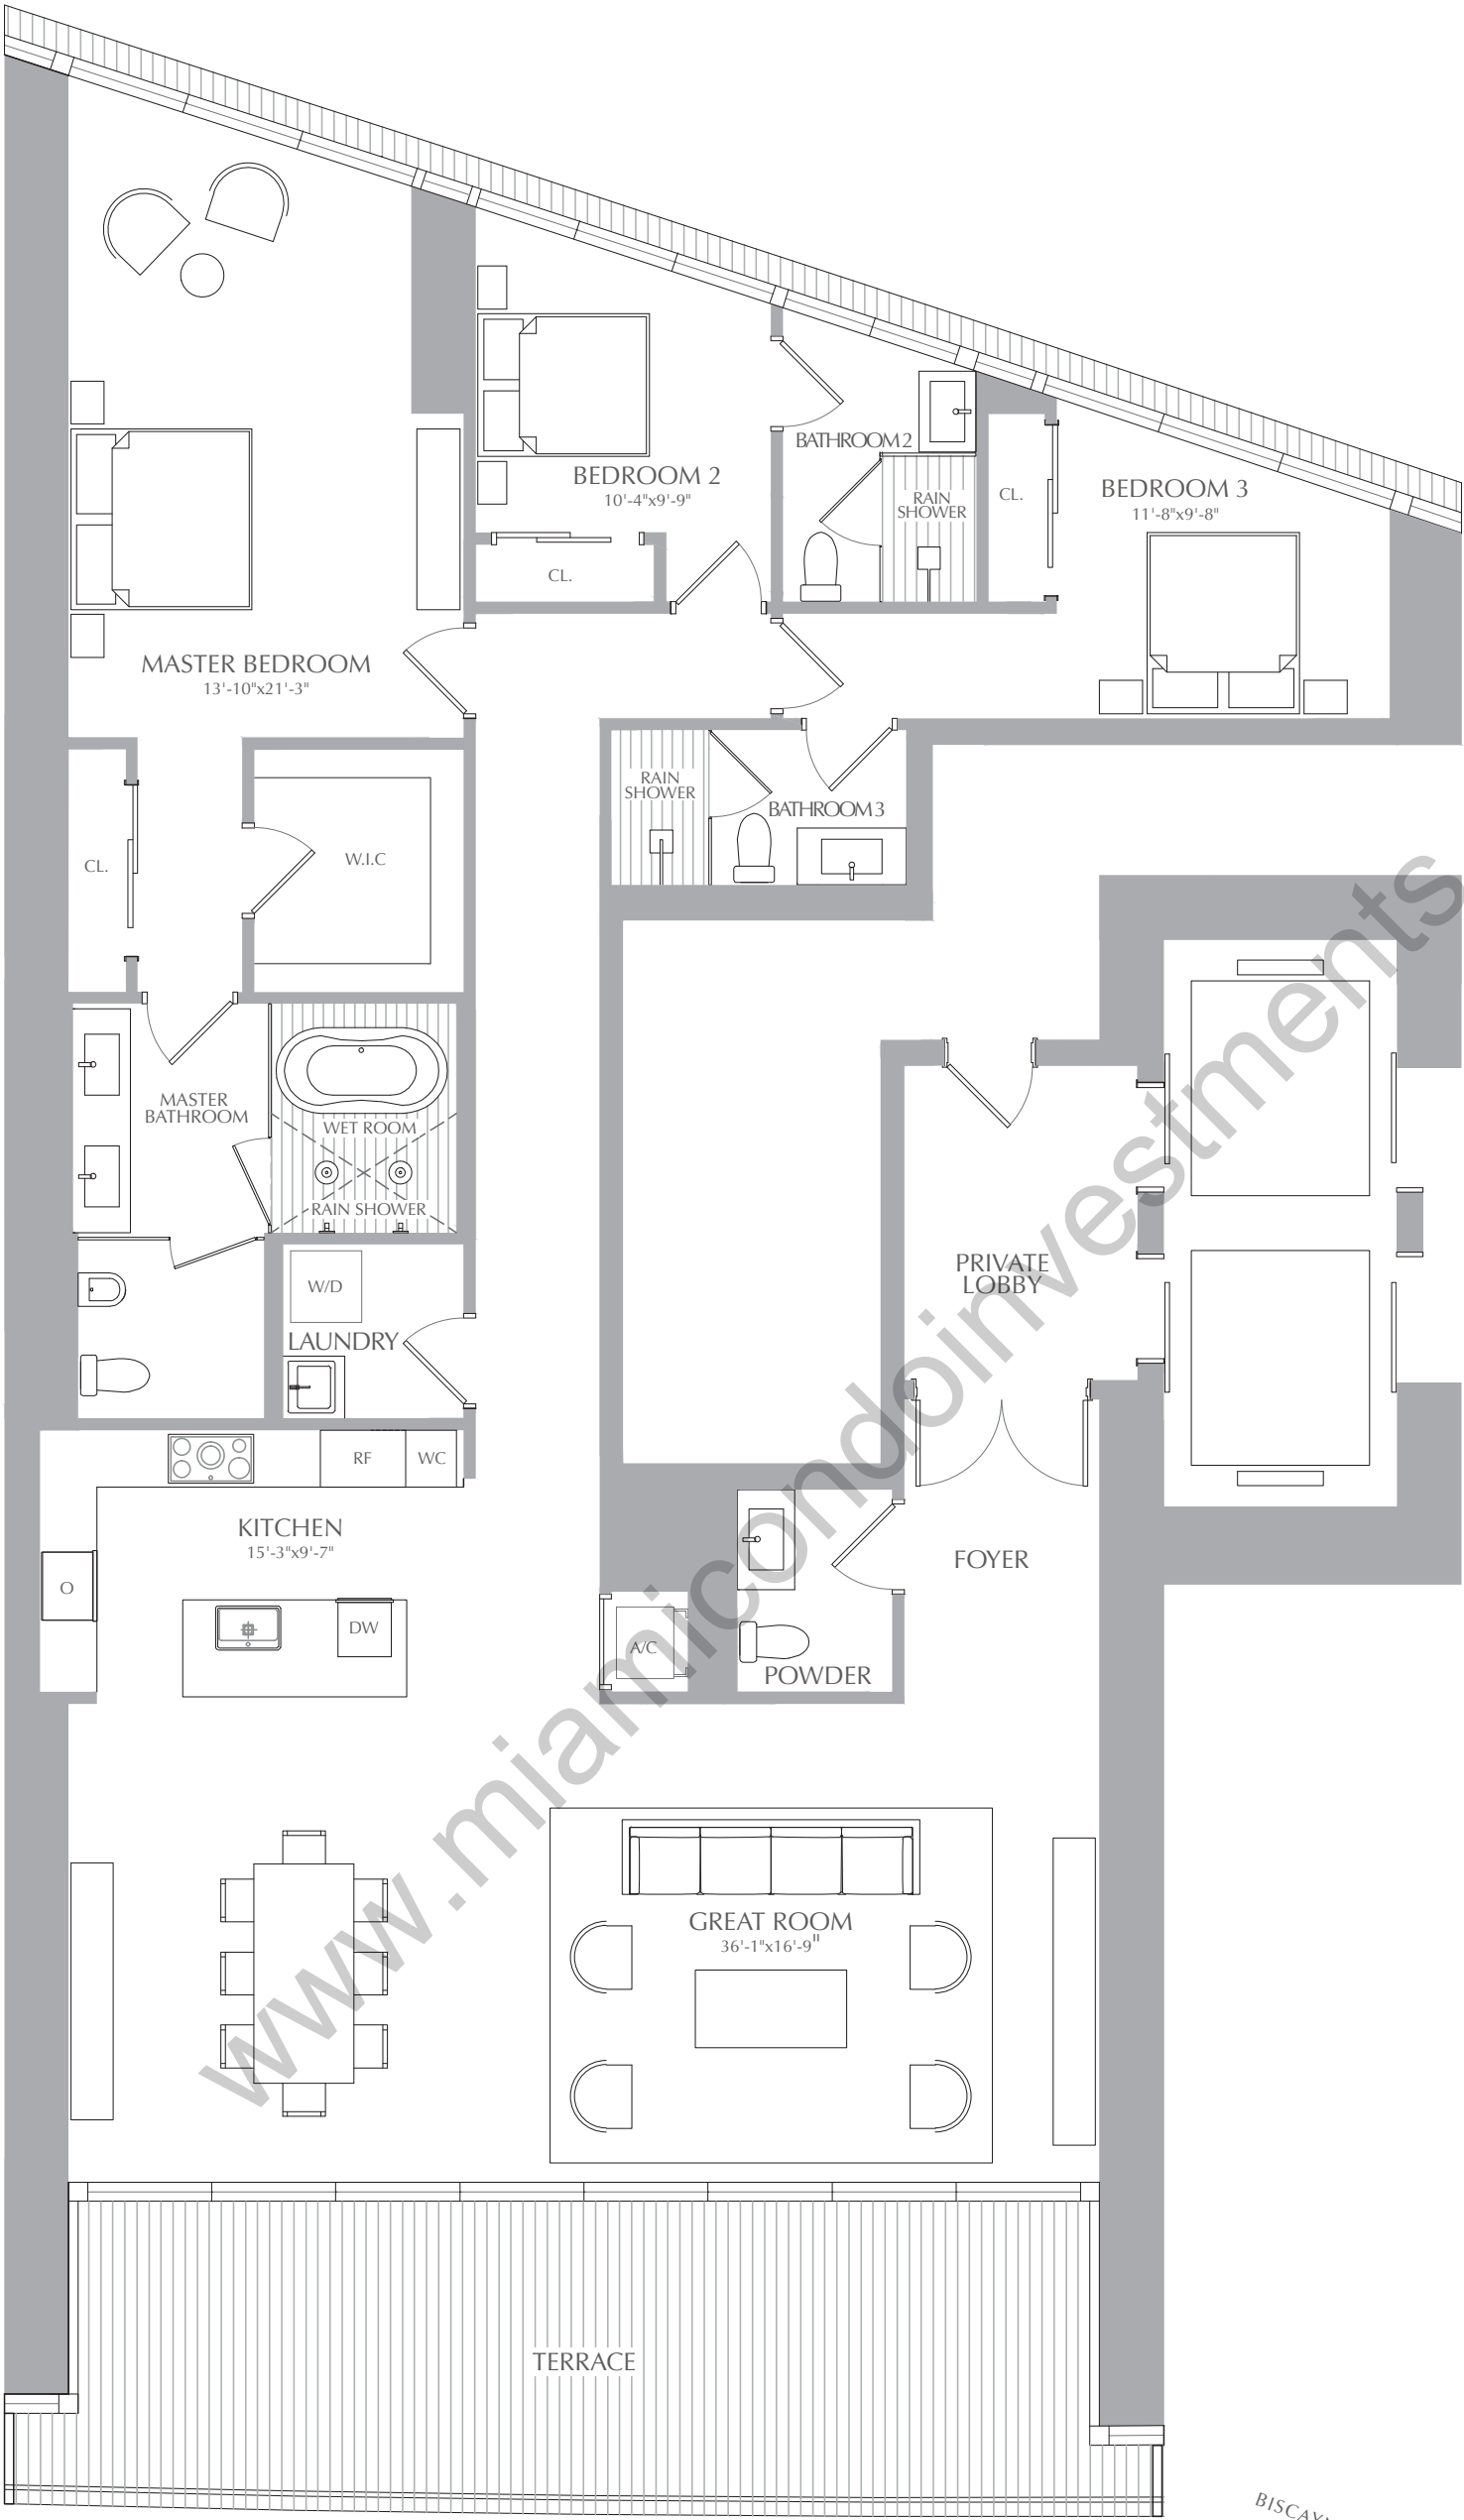 BATHROOM 2
BEDROOM 2
10'-4"x9'-9"
RAIN
SHOWER
CL.
BEDROOM 3
11'-8"x9'-8"
CL.
MASTER BEDROOM
13'-10"x21'-3"
RAIN
SHOWER
BATHROOM 3
CL.
W.I.C
MASTER
BATHROOM
WET ROOM
RAIN SHOWER
PRIVATE
LOBBY
W/D
LAUNDRY
RF
WC
KITCHEN
15'-3"x9'-7"
FOYER
O
DW
A/C
POWDER
GREAT ROOM
36'-1"x16'-9"
TERRACE
www.miamicondoinvestments